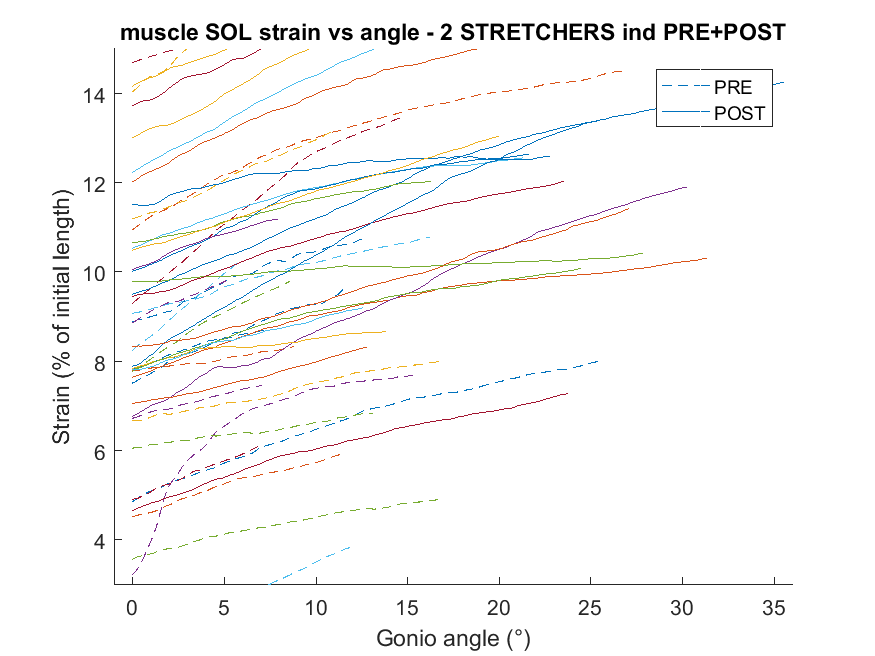 muscle SOL strain vs angle - 2 STRETCHERS ind PRE+POST
PRE
POST
14
12
10
8
6
4
Strain (% of initial length)
0 5 10 15 20 25 30 35
Gonio angle (°)